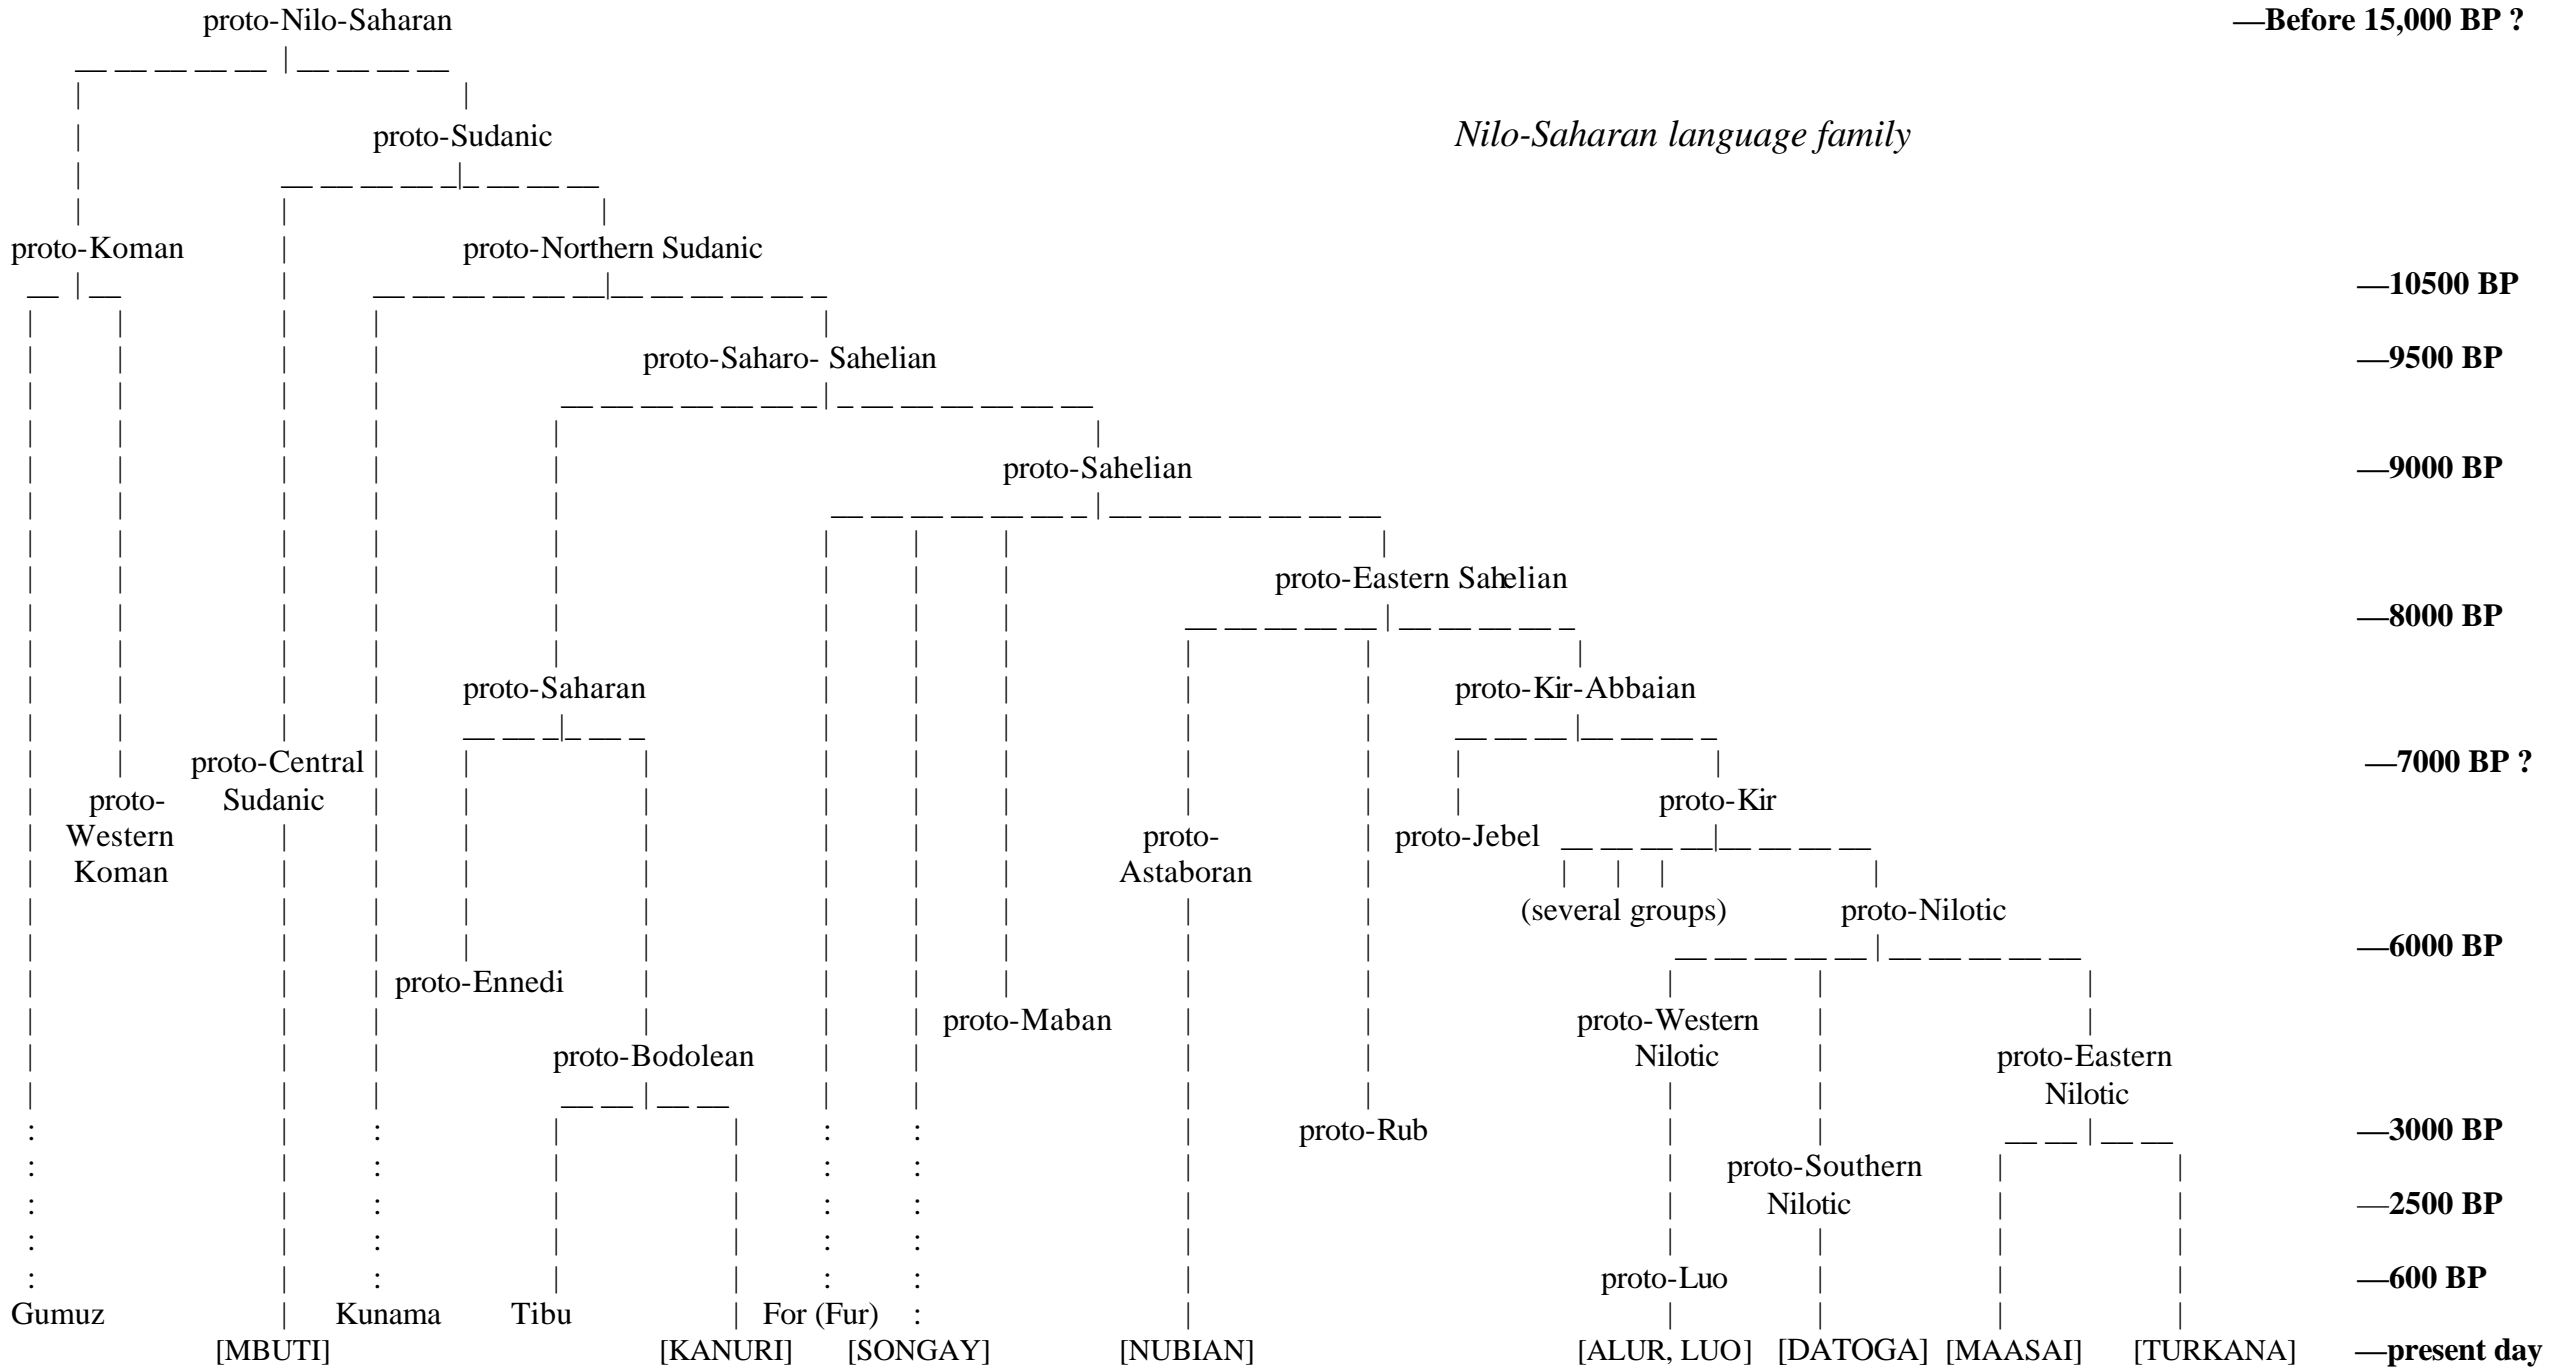 proto-Nilo-Saharan —Before 15,000 BP ?
proto-Sudanic Nilo-Saharan language family
proto-Koman proto-Northern Sudanic
—10500 BP
proto-Saharo- Sahelian —9500 BP
proto-Sahelian —9000 BP
proto-Eastern Sahelian
—8000 BP
proto-Saharan proto-Kir-Abbaian
proto-Central —7000 BP ?
proto- Sudanic proto-Kir
Western proto- proto-Jebel
Koman Astaboran
(several groups) proto-Nilotic
—6000 BP
proto-Ennedi
proto-Maban proto-Western
proto-Bodolean Nilotic proto-Eastern
Nilotic
proto-Rub —3000 BP
proto-Southern
Nilotic —2500 BP
proto-Luo —600 BP
Gumuz Kunama Tibu For (Fur)
[MBUTI] [KANURI] [SONGAY] [NUBIAN] [ALUR, LUO] [DATOGA] [MAASAI] [TURKANA] —present day